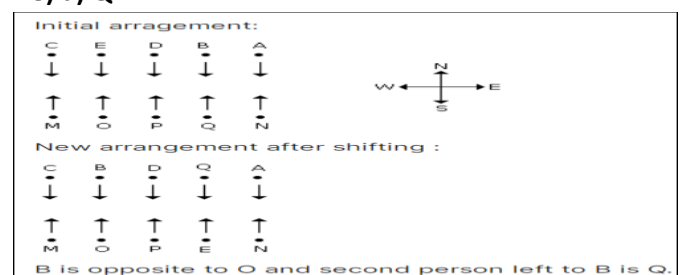 Initial arragement:
C E D B A
N
W E
S
M O P Q N
New arrangement after shifting :
C B D Q A
M O P E N
B is opposite to O and second person left to B is Q.